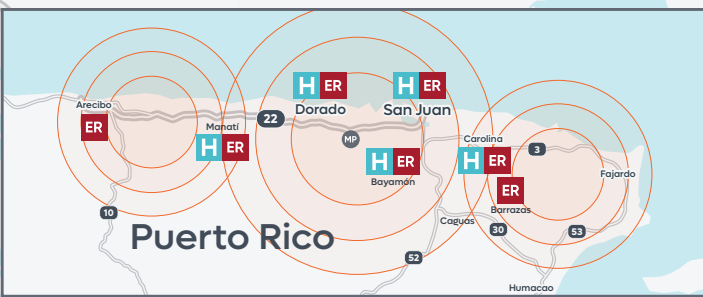 Arecibo
ER
Manatí
H ER
22
H ER
Dorado
H ER
San Juan
MP
H ER
Bayamón
Carolina
H ER
3
ER
Barrazas
Fajardo
10
Puerto Rico
Caguas
30
53
52
Humacao